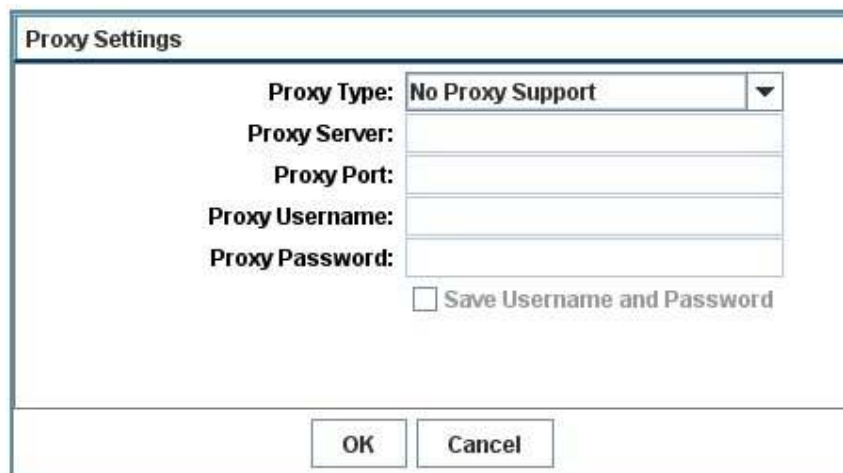 Proxy Settings
Proxy Type: No Proxy Support
Proxy Server:
Proxy Port:
Proxy Username:
Proxy Password:
Save Username and Password
OK Cancel